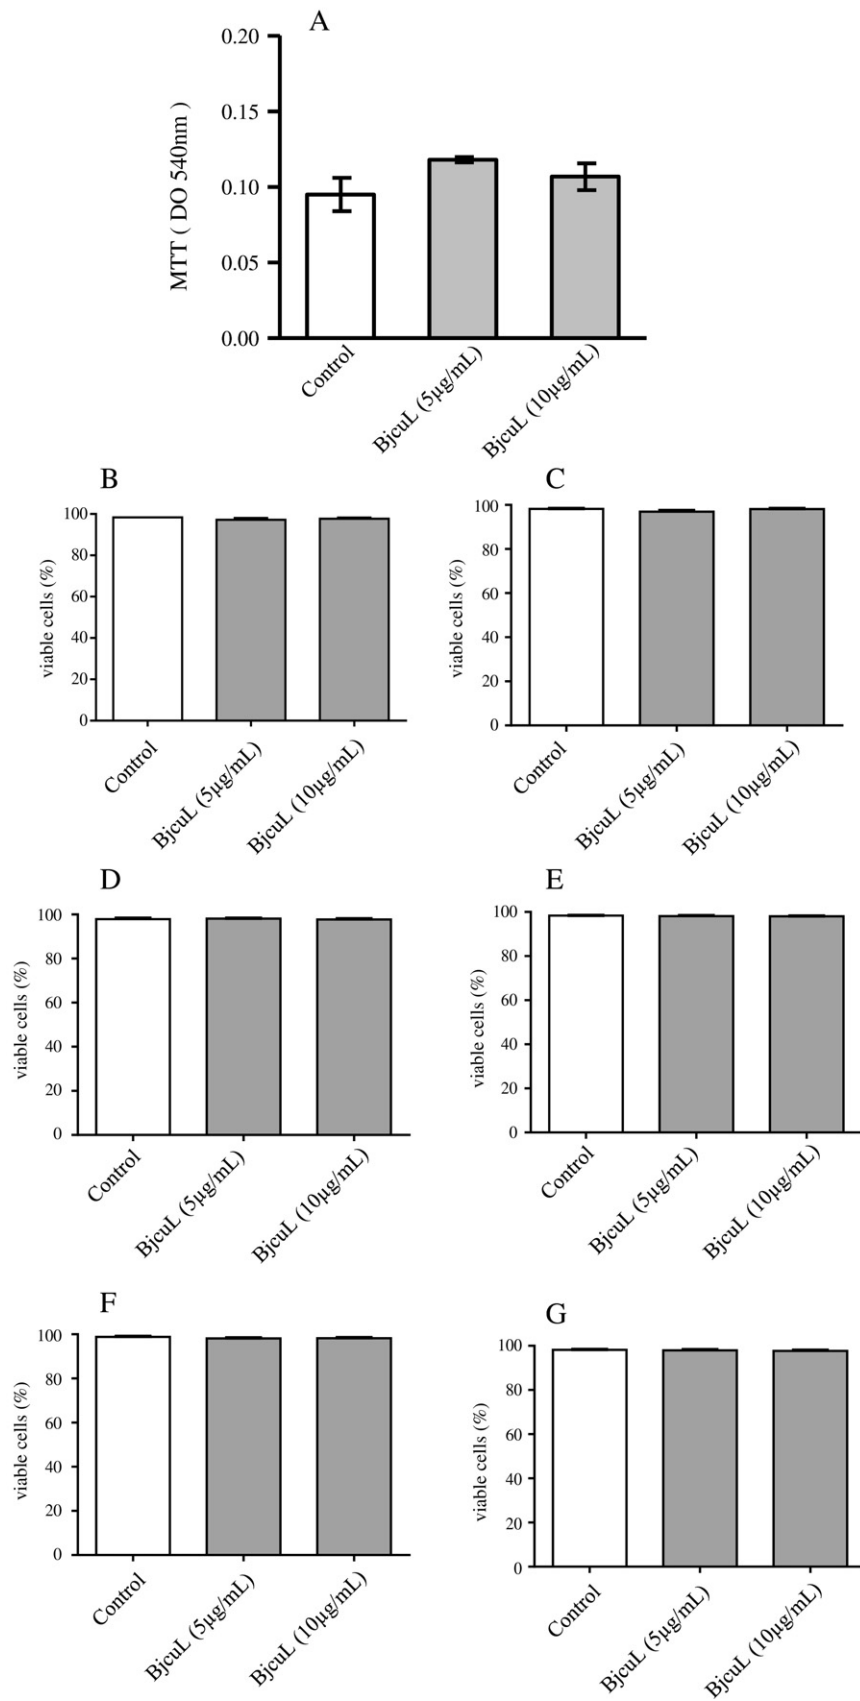 A
0.20
0.15
0.10
0.05
0.00
MTT ( DO 540nm )
Control
BjcuL (5µg/mL)
BjcuL (10µg/mL)
B
100
80
60
40
20
0
viable cells (%)
Control
BjcuL (5µg/mL)
BjcuL (10µg/mL)
C
100
80
60
40
20
0
viable cells (%)
Control
BjcuL (5µg/mL)
BjcuL (10µg/mL)
D
100
80
60
40
20
0
viable cells (%)
Control
BjcuL (5µg/mL)
BjcuL (10µg/mL)
E
100
80
60
40
20
0
viable cells (%)
Control
BjcuL (5µg/mL)
BjcuL (10µg/mL)
F
100
80
60
40
20
0
viable cells (%)
Control
BjcuL (5µg/mL)
BjcuL (10µg/mL)
G
100
80
60
40
20
0
viable cells (%)
Control
BjcuL (5µg/mL)
BjcuL (10µg/mL)